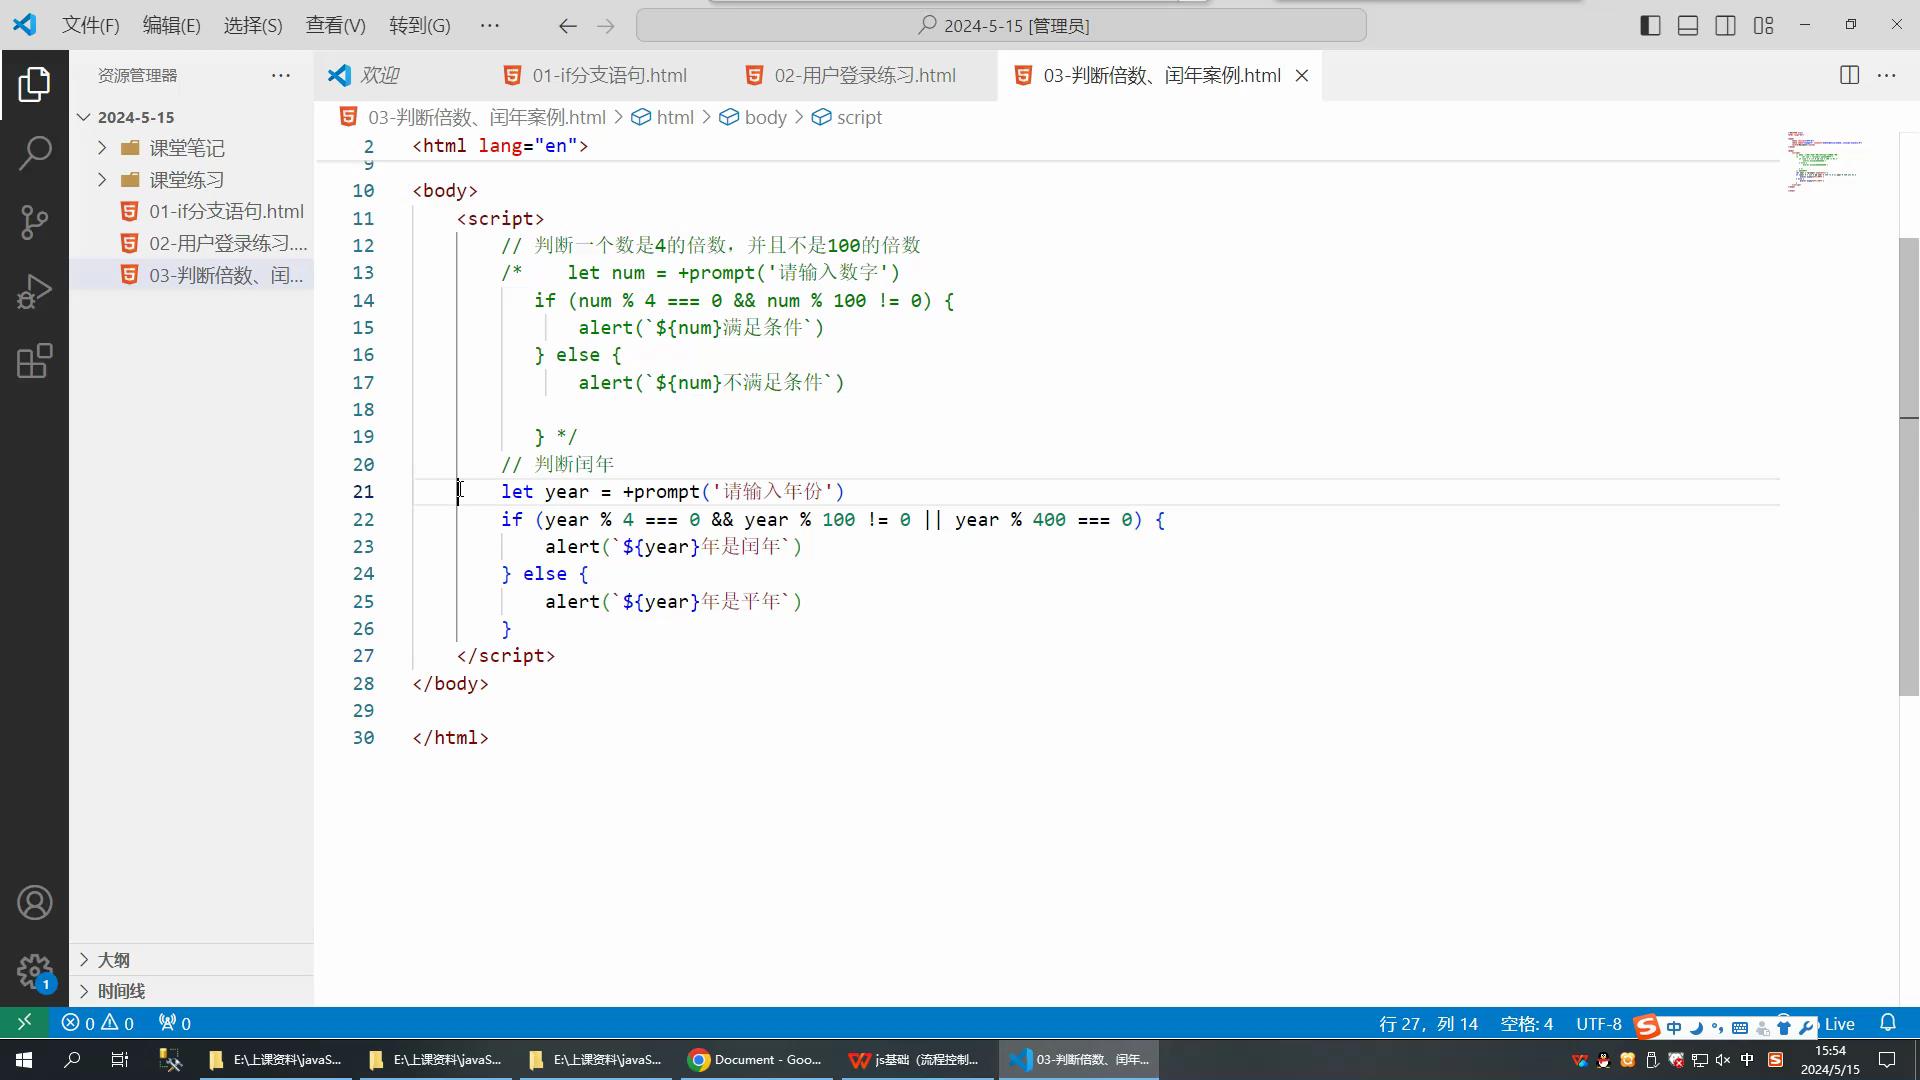 文件(F) 编辑(E) 选择(S) 查看(V) 转到(G) ··· 2024-5-15 [管理员]
资源管理器 ···
欢迎 01-if分支语句.html 02-用户登录练习.html 03-判断倍数、闰年案例.html
03-判断倍数、闰年案例.html > html > body > script
2024-5-15
课堂笔记
课堂练习
01-if分支语句.html
02-用户登录练习....
03-判断倍数、闰...
大纲
时间线
2 <html lang="en">
9
10 <body>
11 <script>
12 // 判断一个数是4的倍数，并且不是100的倍数
13 /* let num = +prompt('请输入数字')
14 if (num % 4 === 0 && num % 100 != 0) {
15 alert(`${num}满足条件`)
16 } else {
17 alert(`${num}不满足条件`)
18
19 } */
20 // 判断闰年
21 let year = +prompt('请输入年份')
22 if (year % 4 === 0 && year % 100 != 0 || year % 400 === 0) {
23 alert(`${year}年是闰年`)
24 } else {
25 alert(`${year}年是平年`)
26 }
27 </script>
28 </body>
29
30 </html>
1
0 0 0 行 27，列 14 空格: 4 UTF-8 中 Live
E:\上课资料\javaS... E:\上课资料\javaS... E:\上课资料\javaS... Document - Goo... js基础（流程控制... 03-判断倍数、闰年... 中 15:54
2024/5/15